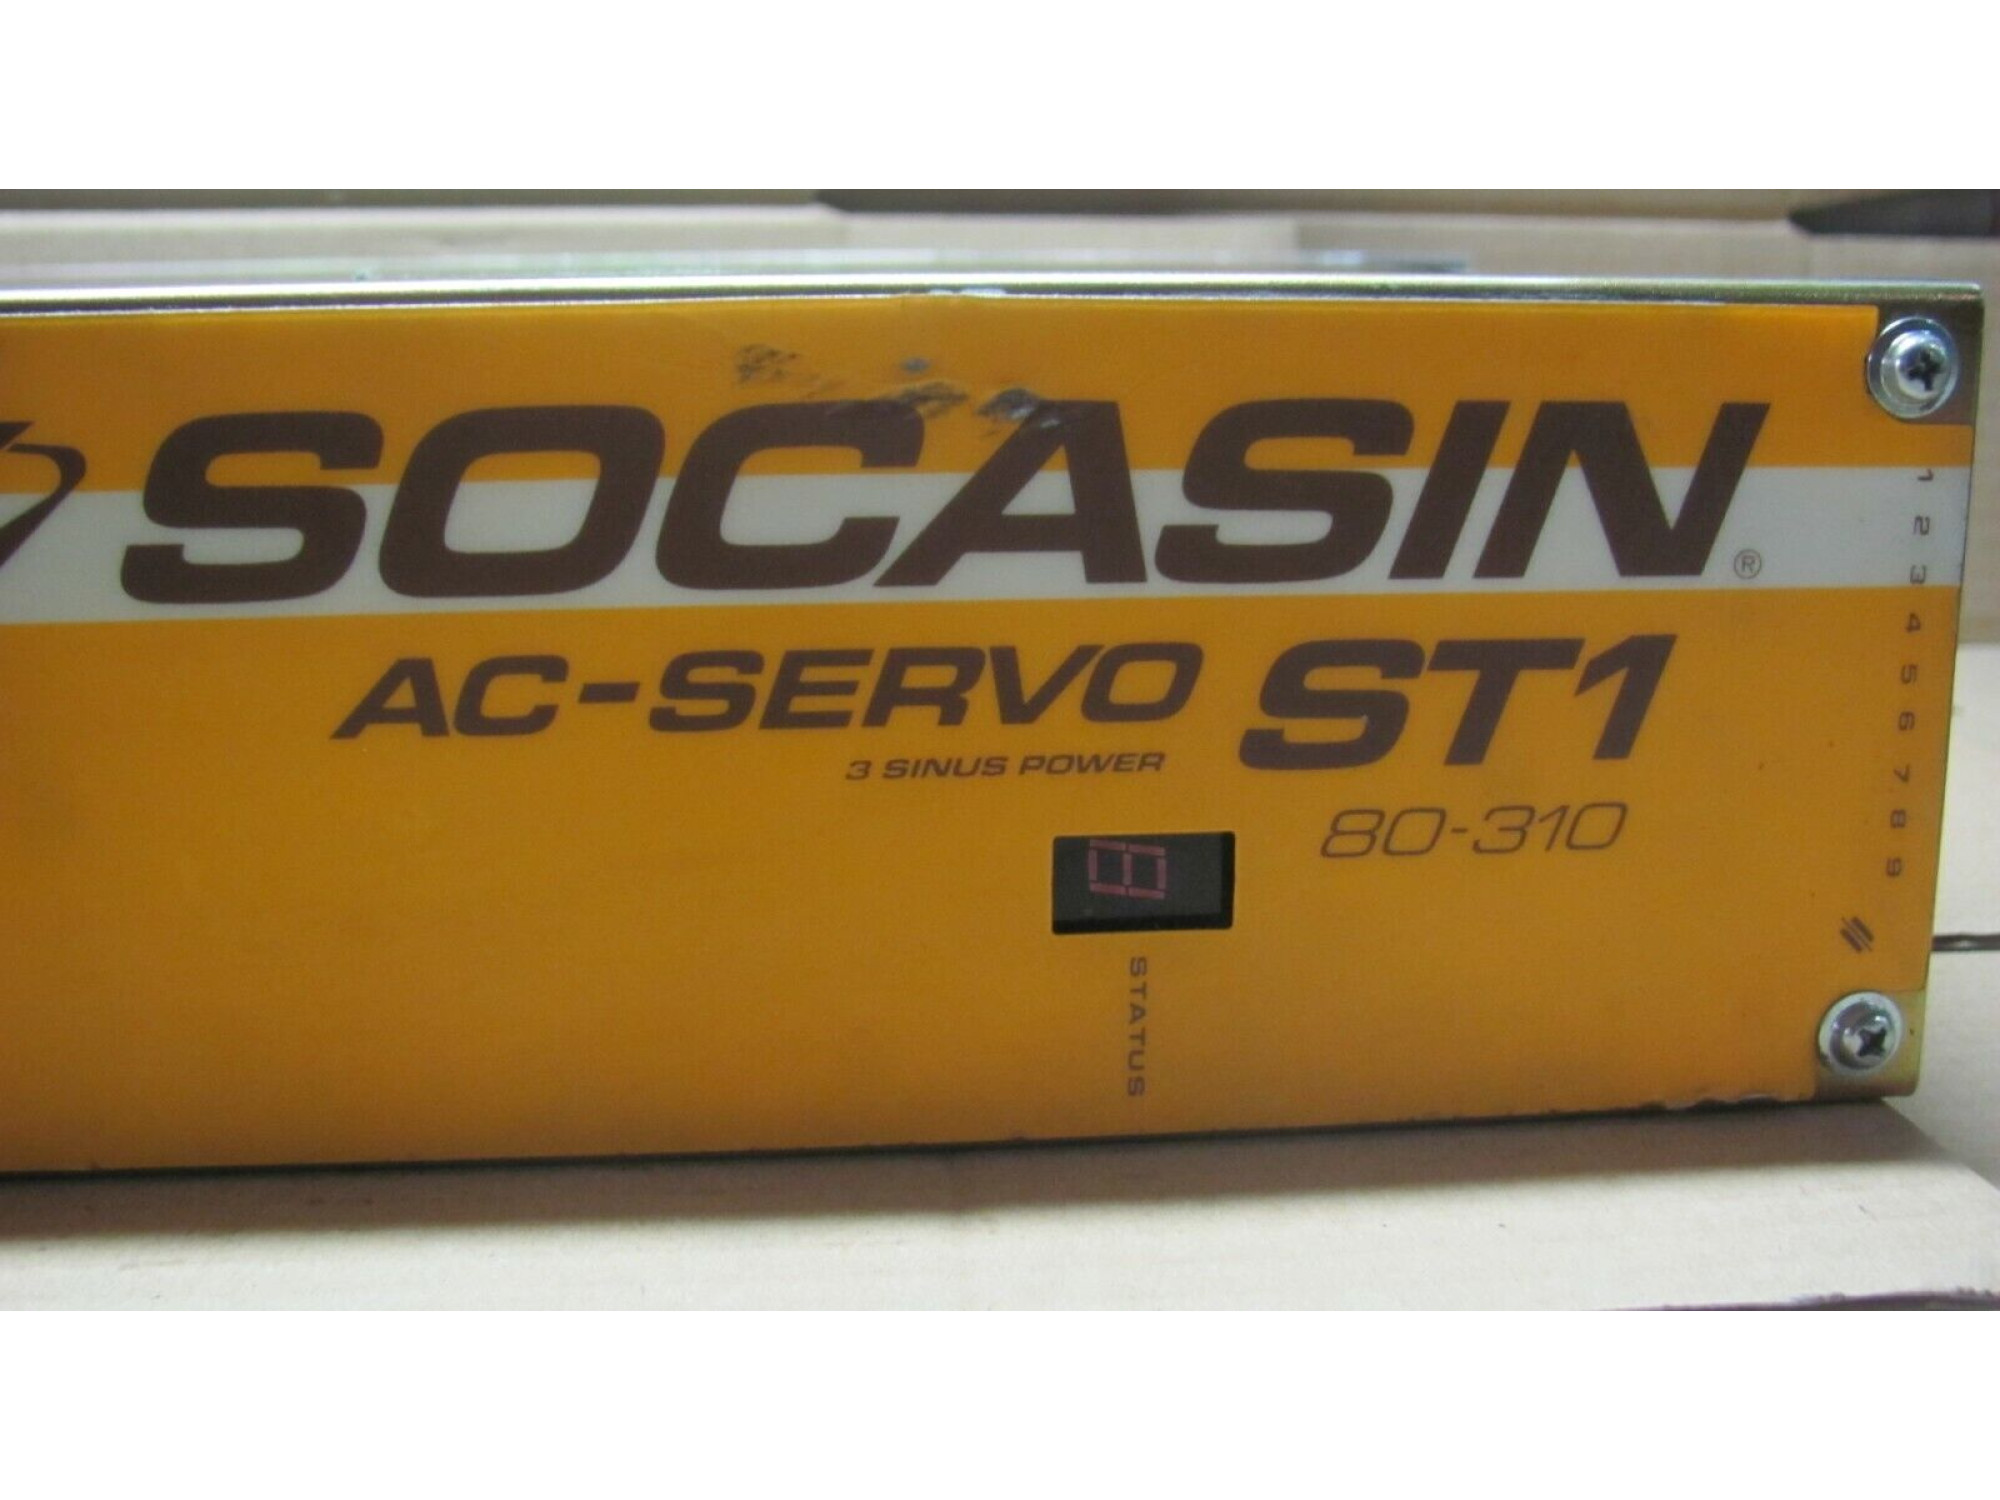 SOCASIN®
AC-SERVO ST1
3 SINUS POWER
80-310
STATUS
1 2 3 4 5 6 7 8 9